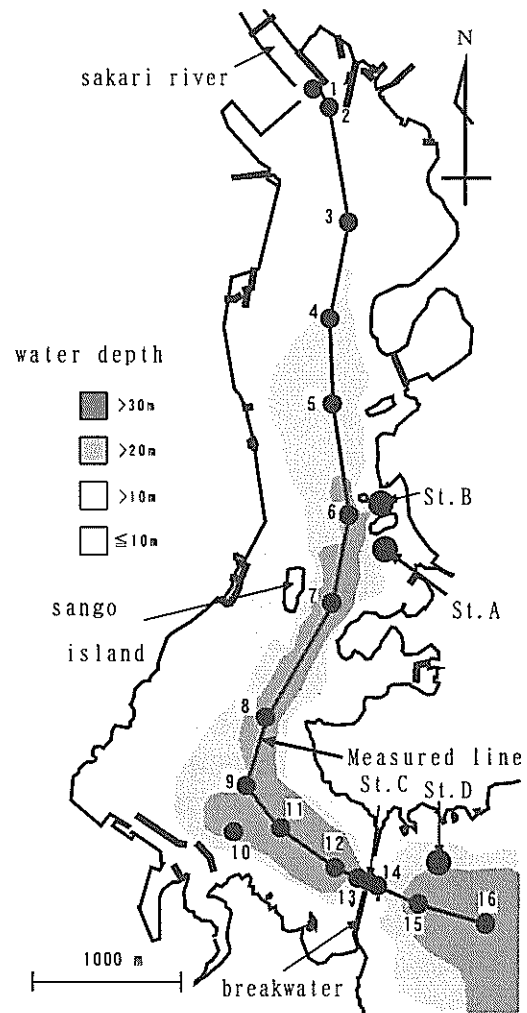 N
sakari river
1
2
3
4
water depth
>30m
>20m
>10m
≦10m
5
6
St.B
7
St.A
sango
island
8
Measured line
9
St.C
St.D
11
10
12
13
14
15
16
1000 m
breakwater